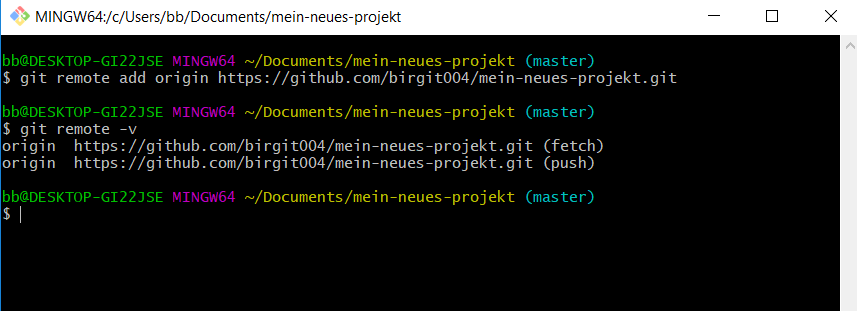 MINGW64:/c/Users/bb/Documents/mein-neues-projekt
bb@DESKTOP-GI22JSE MINGW64 ~/Documents/mein-neues-projekt (master)
$ git remote add origin https://github.com/birgit004/mein-neues-projekt.git
bb@DESKTOP-GI22JSE MINGW64 ~/Documents/mein-neues-projekt (master)
$ git remote -v
origin  https://github.com/birgit004/mein-neues-projekt.git (fetch)
origin  https://github.com/birgit004/mein-neues-projekt.git (push)
bb@DESKTOP-GI22JSE MINGW64 ~/Documents/mein-neues-projekt (master)
$